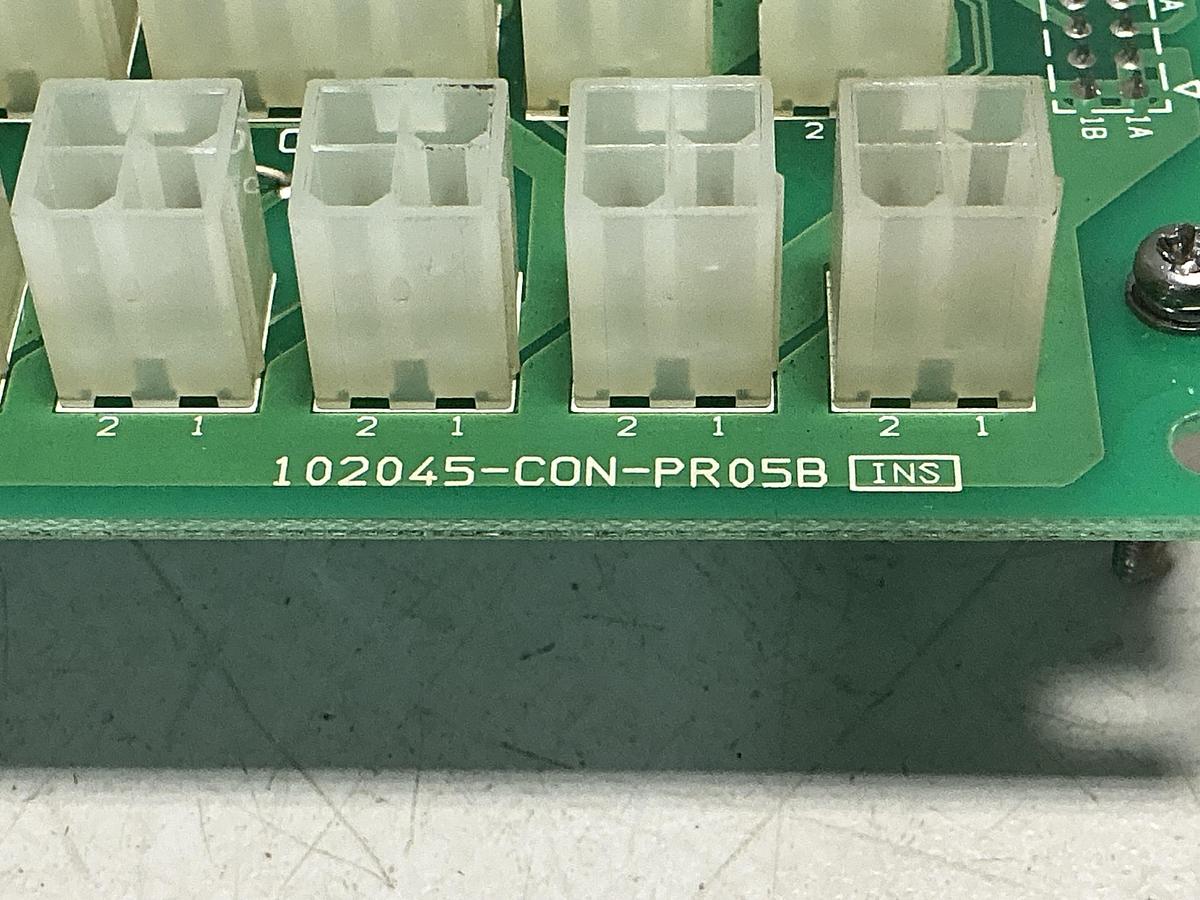 A
2
1B 1A
2 1 2 1 2 1 2 1
102045-CON-PR05B INS